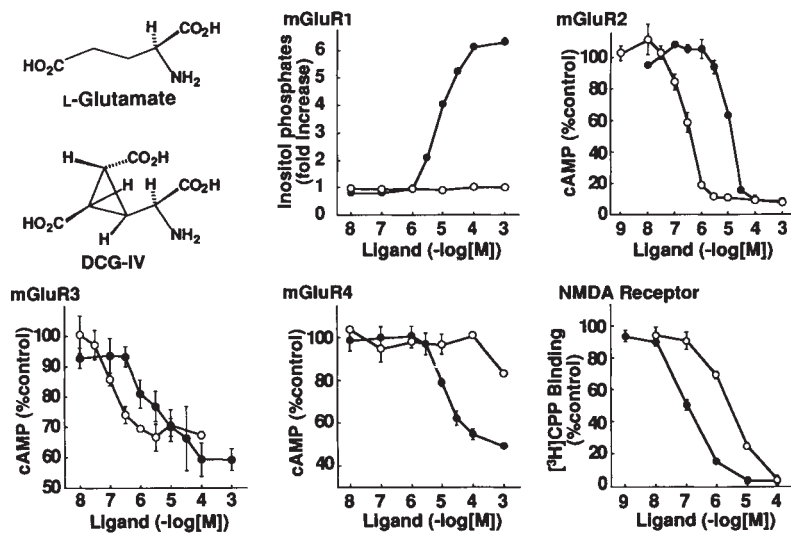 H
CO₂H
HO₂C
NH₂
L-Glutamate
H
CO₂H
H
H
CO₂H
HO₂C
H
NH₂
DCG-IV
mGluR1
Inositol phosphates
(fold increase)
6
5
4
3
2
1
0
8 7 6 5 4 3
Ligand (-log[M])
mGluR2
cAMP (%control)
100
80
60
40
20
0
9 8 7 6 5 4 3
Ligand (-log[M])
mGluR3
cAMP (%control)
100
90
80
70
60
50
8 7 6 5 4 3
Ligand (-log[M])
mGluR4
cAMP (%control)
100
80
60
40
8 7 6 5 4 3
Ligand (-log[M])
NMDA Receptor
[³H]CPP Binding
(%control)
100
80
60
40
20
0
9 8 7 6 5 4
Ligand (-log[M])